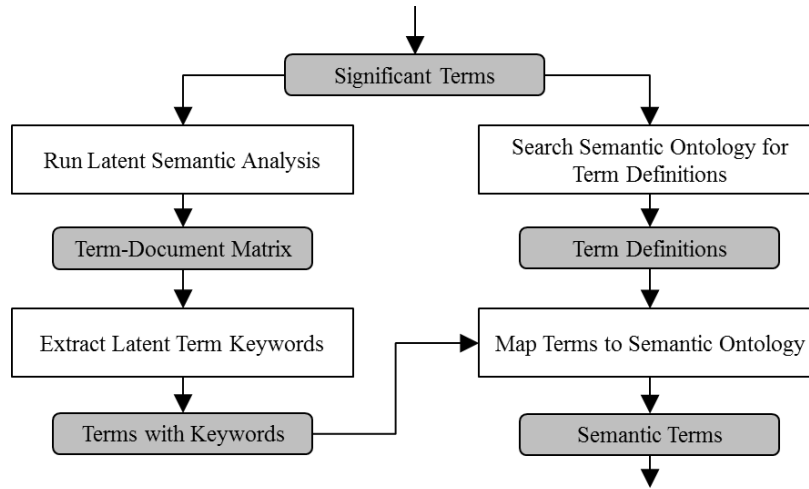 Significant Terms
Run Latent Semantic Analysis
Search Semantic Ontology for
Term Definitions
Term-Document Matrix
Term Definitions
Extract Latent Term Keywords
Map Terms to Semantic Ontology
Terms with Keywords
Semantic Terms